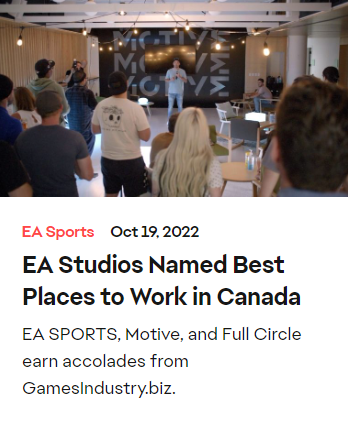 MOTIVE
MOTIVE
MOTIVE
EA Sports Oct 19, 2022
EA Studios Named Best
Places to Work in Canada
EA SPORTS, Motive, and Full Circle
earn accolades from
GamesIndustry.biz.